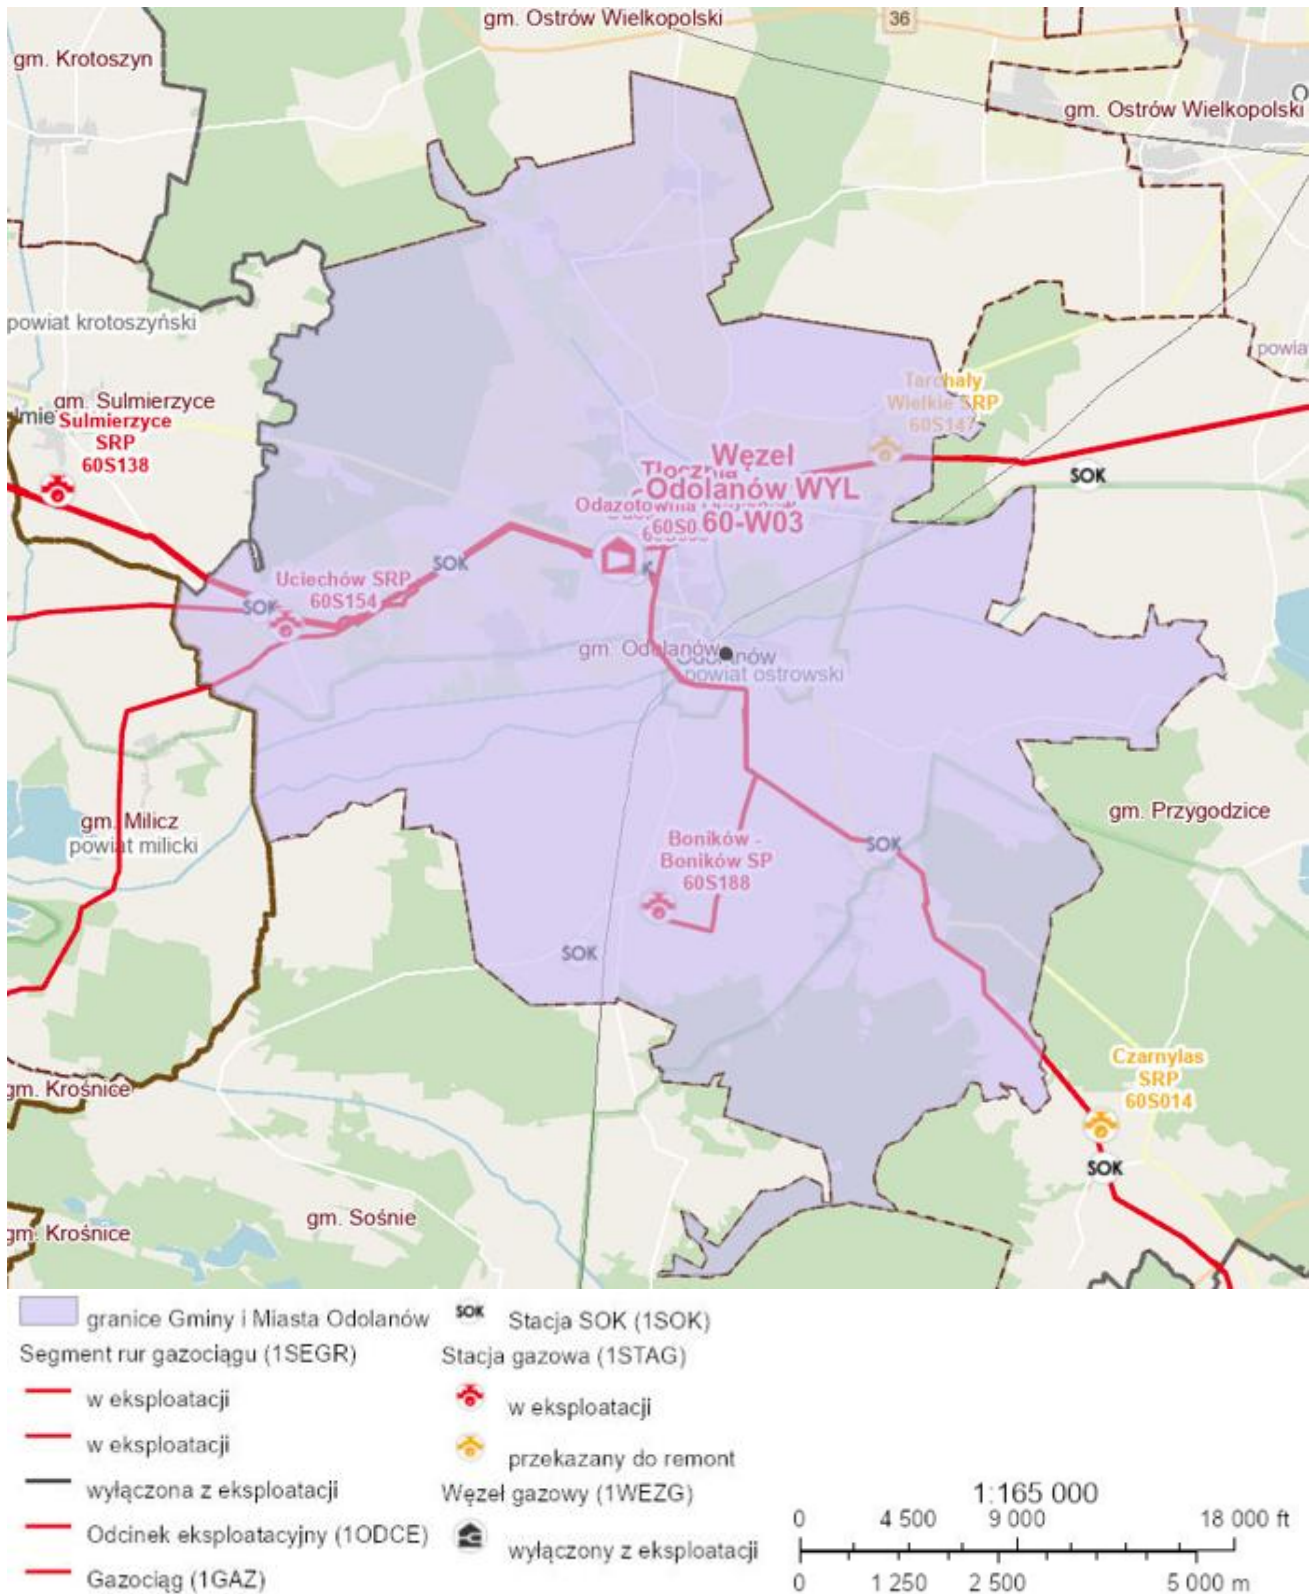 gm. Ostrów Wielkopolski
36
gm. Krotoszyn
gm. Ostrów Wielkopolski
powiat krotoszyński
powia
Tarchały
Wielkie SRP
60S147
gm. Sulmierzyce
Sulmierzyce
SRP
60S138
Węzeł
Tłocznia
Odolanów WYL
Odazotownia
60S0
60-W03
SOK
SOK
Uciechów SRP
60S154
SOK
gm. Odolanów
Odolanów
powiat ostrowski
gm. Milicz
powiat milicki
gm. Przygodzice
Boników -
Boników SP
60S188
SOK
SOK
Czarnylas
SRP
60S014
SOK
gm. Krośnice
gm. Sośnie
gm. Krośnice
granice Gminy i Miasta Odolanów
SOK Stacja SOK (1SOK)
Segment rur gazociągu (1SEGR)
Stacja gazowa (1STAG)
w eksploatacji
w eksploatacji
w eksploatacji
przekazany do remont
wyłączona z eksploatacji
Węzeł gazowy (1WEZG)
Odcinek eksploatacyjny (1ODCE)
wyłączony z eksploatacji
Gazociąg (1GAZ)
1:165 000
0 4 500 9 000 18 000 ft
0 1 250 2 500 5 000 m